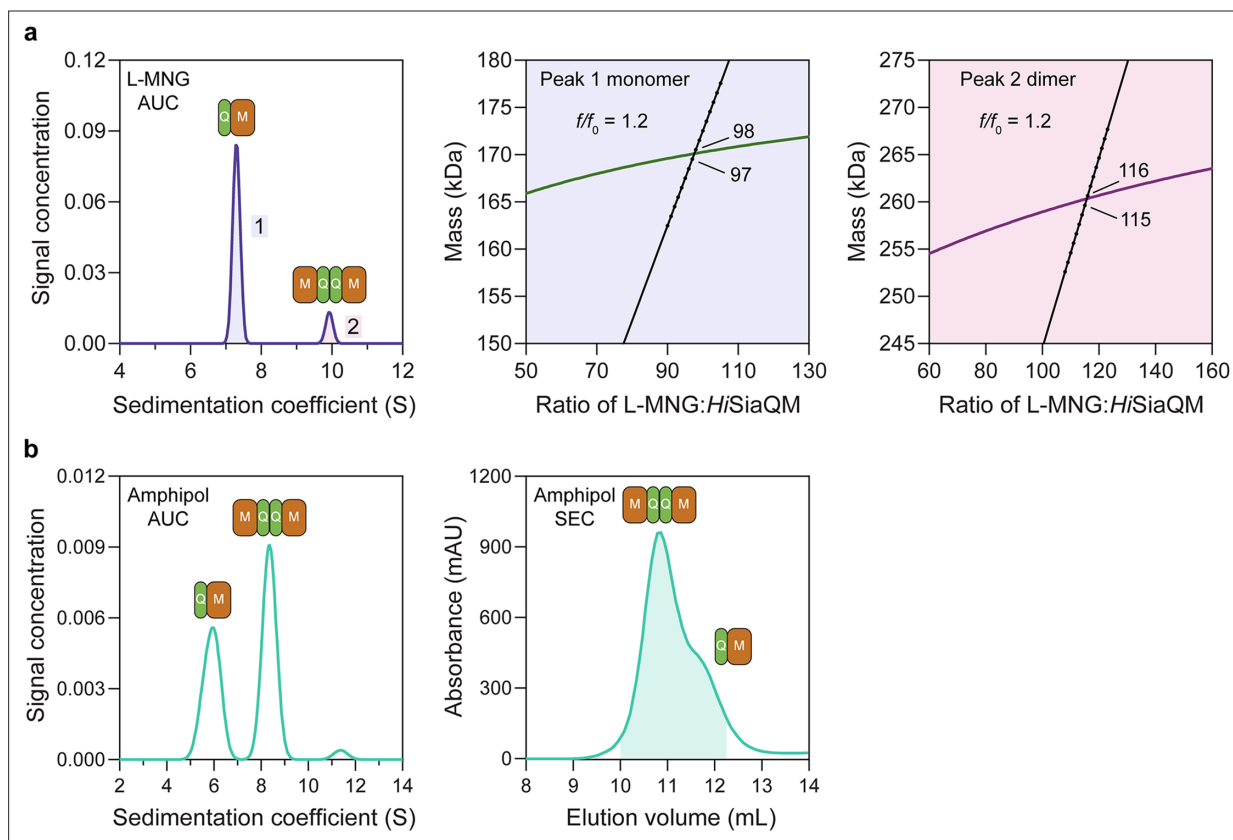 a
0.12
0.09
0.06
0.03
0.00
Signal concentration
L-MNG
AUC
Q M
1
M Q Q M
2
4 6 8 10 12
Sedimentation coefficient (S)
180
175
170
165
160
155
150
Mass (kDa)
Peak 1 monomer
f/f0 = 1.2
98
97
50 70 90 110 130
Ratio of L-MNG:HiSiaQM
275
270
265
260
255
250
245
Mass (kDa)
Peak 2 dimer
f/f0 = 1.2
116
115
60 80 100 120 140 160
Ratio of L-MNG:HiSiaQM
b
0.012
0.009
0.006
0.003
0.000
Signal concentration
Amphipol
AUC
M Q Q M
Q M
2 4 6 8 10 12 14
Sedimentation coefficient (S)
1200
900
600
300
0
Absorbance (mAU)
Amphipol
SEC
M Q Q M
Q M
8 9 10 11 12 13 14
Elution volume (mL)